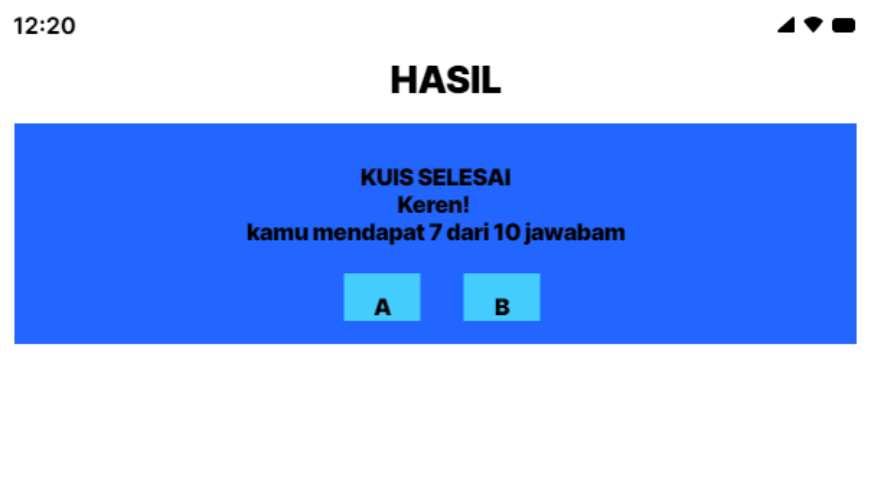 12:20
HASIL
KUIS SELESAI
Keren!
kamu mendapat 7 dari 10 jawabam
A B